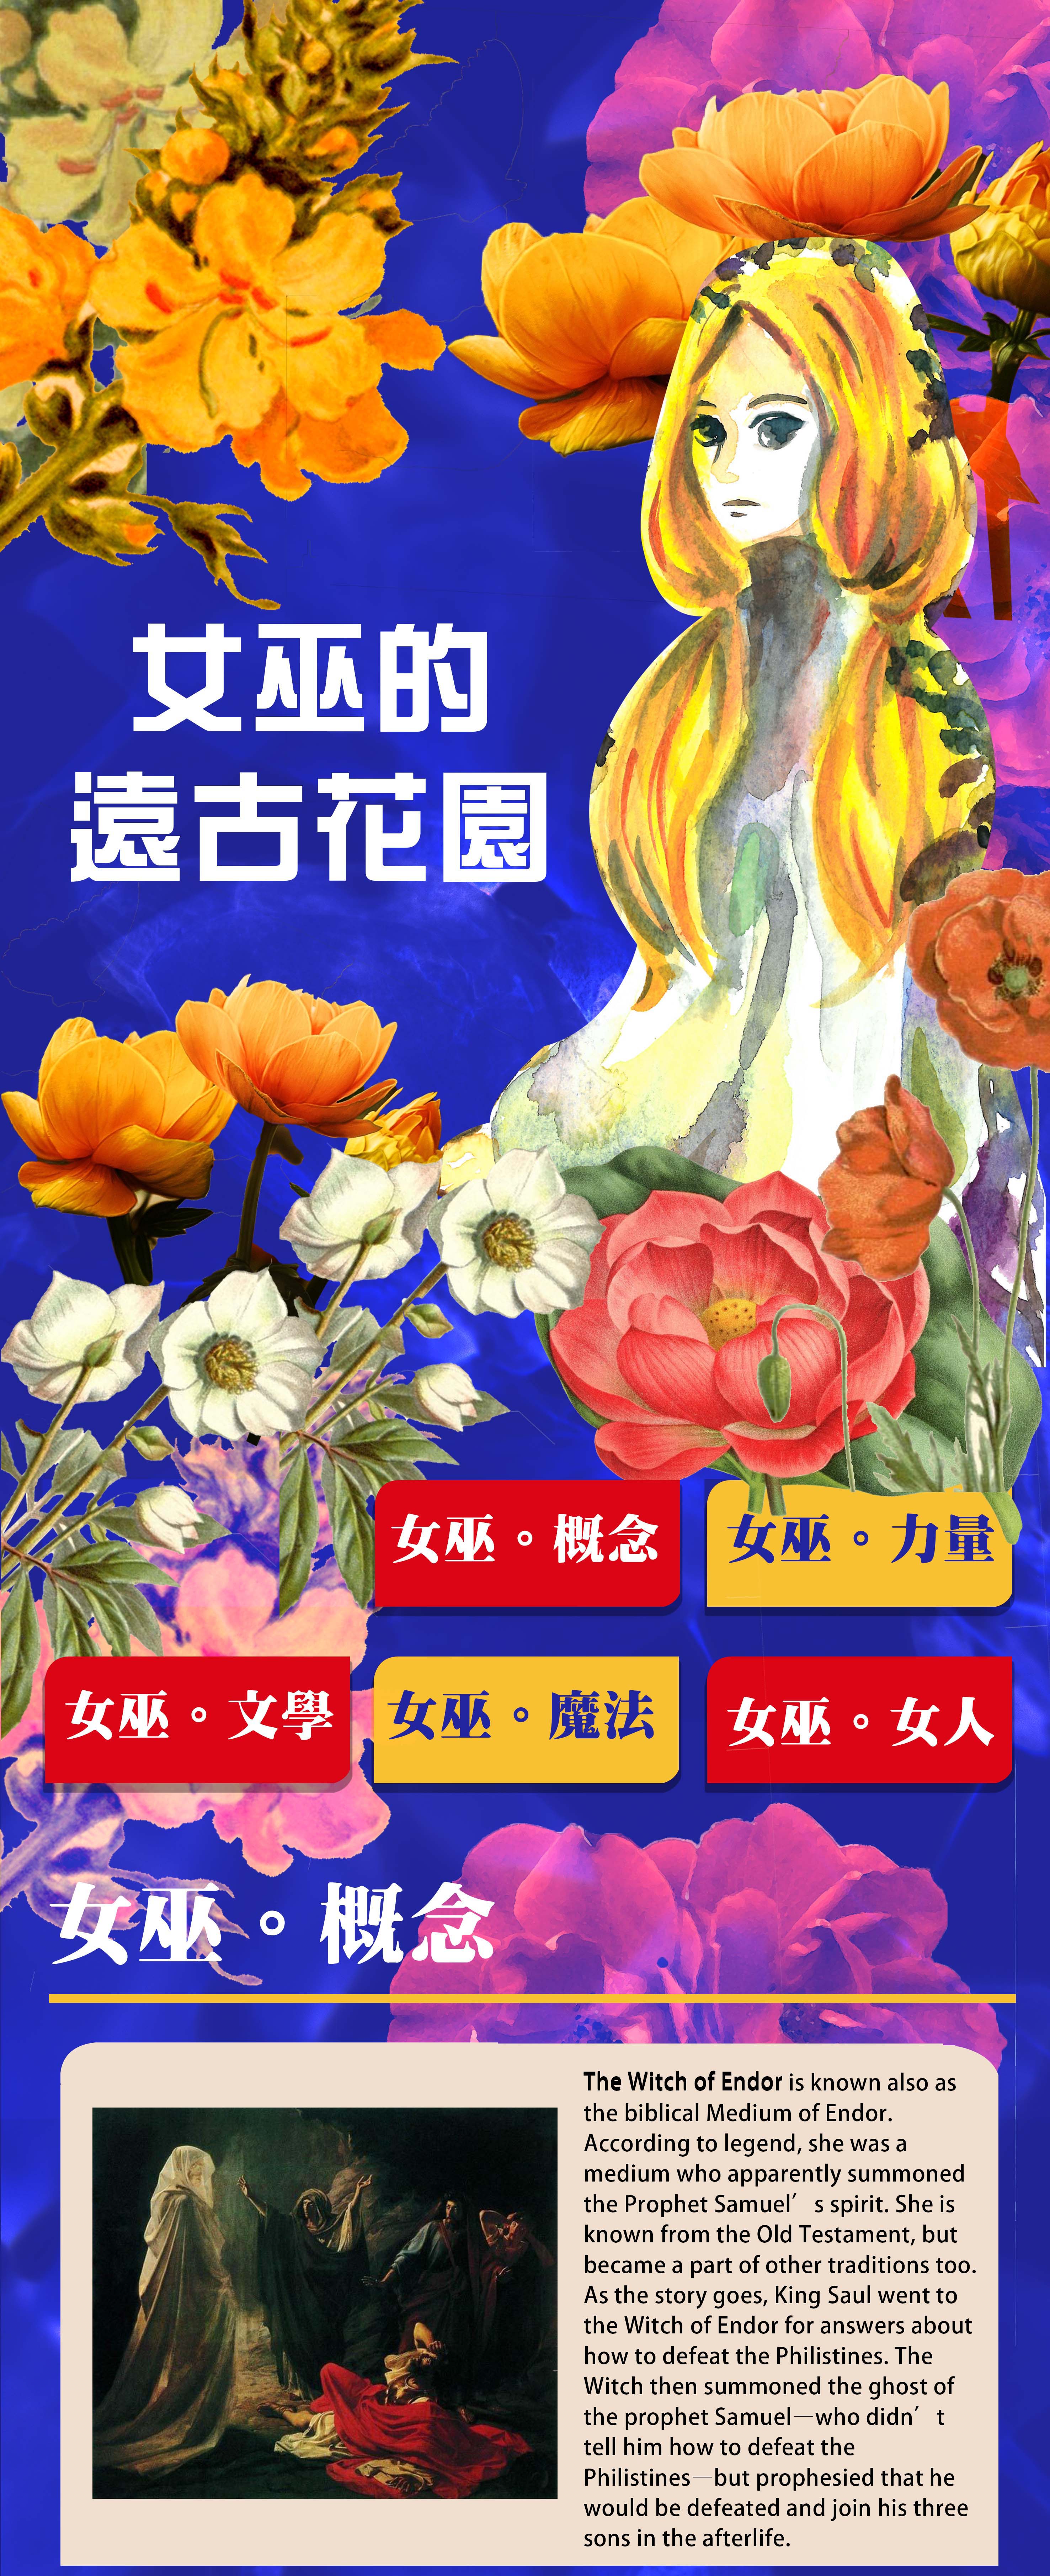 女巫的
遠古花園
女巫。概念
女巫。力量
女巫。文學
女巫。魔法
女巫。女人
女巫。概念
The Witch of Endor is known also as
the biblical Medium of Endor.
According to legend, she was a
medium who apparently summoned
the Prophet Samuel′ s spirit. She is
known from the Old Testament, but
became a part of other traditions too.
As the story goes, King Saul went to
the Witch of Endor for answers about
how to defeat the Philistines. The
Witch then summoned the ghost of
the prophet Samuel—who didn′ t
tell him how to defeat the
Philistines—but prophesied that he
would be defeated and join his three
sons in the afterlife.